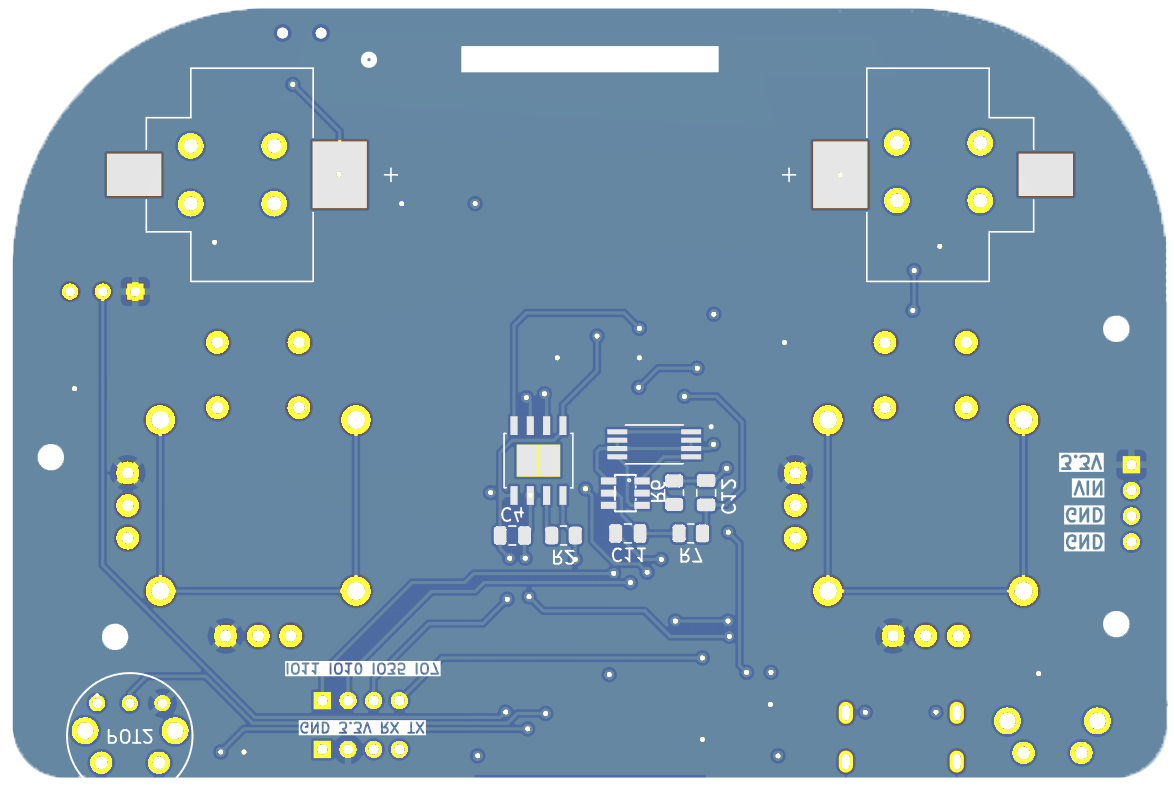 + +
3.3V
VIN
GND
GND
R6
C12
C4
R2
C11
R7
IO11 IO10 IO35 IO7
GND 3.3V RX TX
POT2